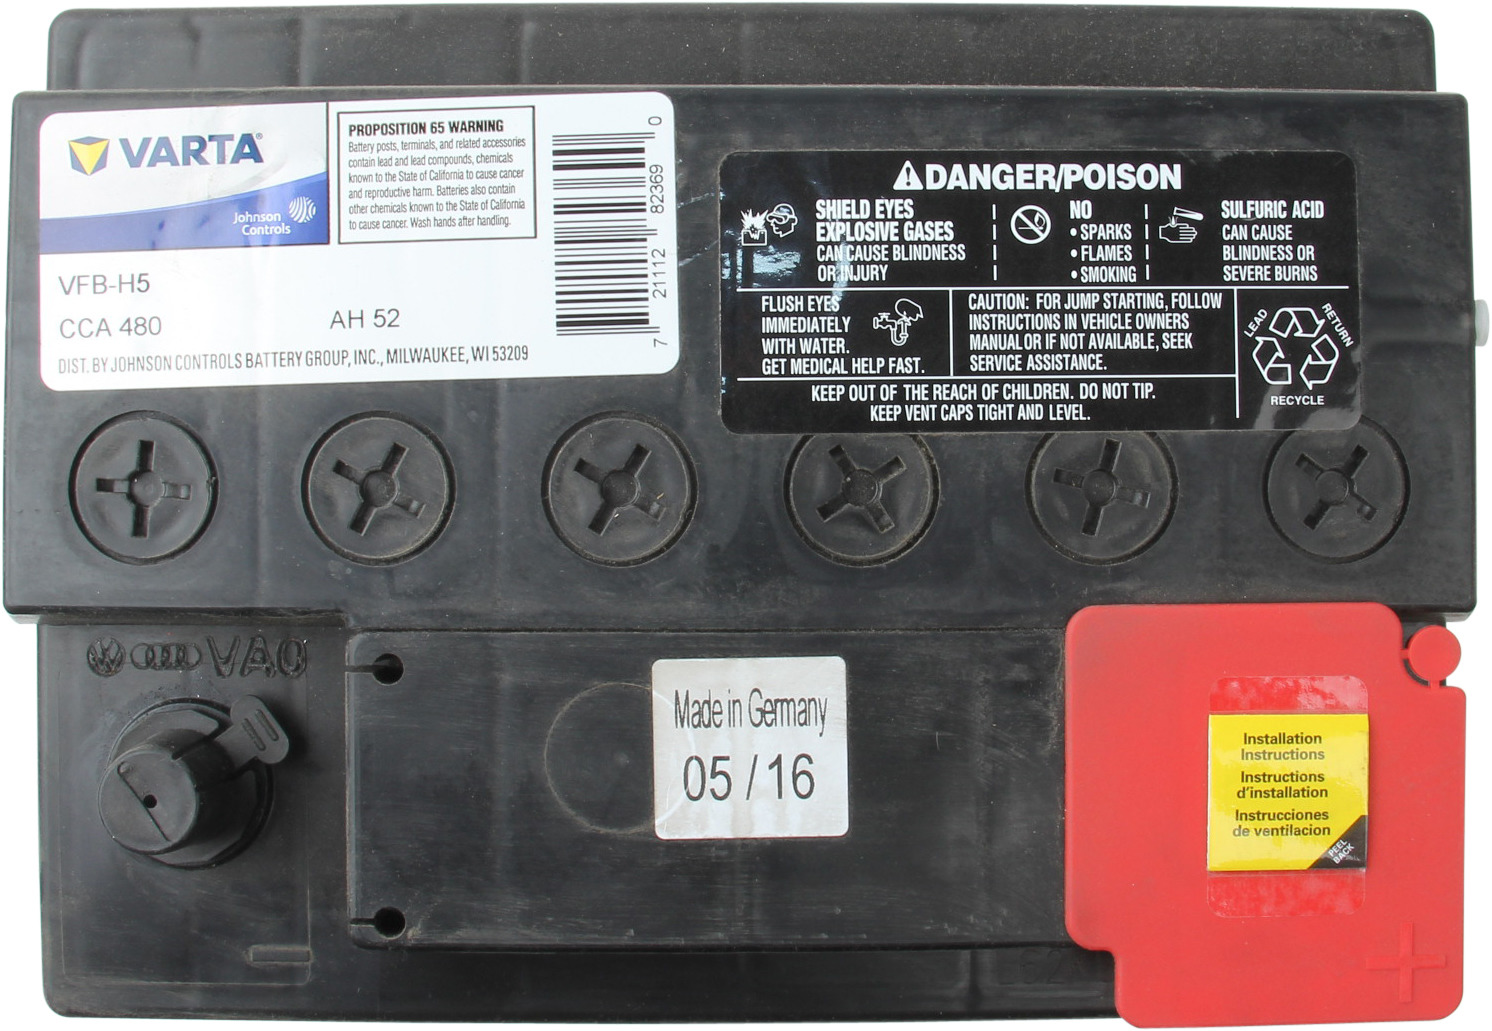 VARTA®
Johnson
Controls
PROPOSITION 65 WARNING
Battery posts, terminals, and related accessories
contain lead and lead compounds, chemicals
known to the State of California to cause cancer
and reproductive harm. Batteries also contain
other chemicals known to the State of California
to cause cancer. Wash hands after handling.
7 21112 82369 0
VFB-H5
CCA 480
AH 52
DIST. BY JOHNSON CONTROLS BATTERY GROUP, INC., MILWAUKEE, WI 53209
DANGER/POISON
SHIELD EYES
EXPLOSIVE GASES
CAN CAUSE BLINDNESS
OR INJURY
NO
• SPARKS
• FLAMES
• SMOKING
SULFURIC ACID
CAN CAUSE
BLINDNESS OR
SEVERE BURNS
FLUSH EYES
IMMEDIATELY
WITH WATER.
GET MEDICAL HELP FAST.
CAUTION: FOR JUMP STARTING, FOLLOW
INSTRUCTIONS IN VEHICLE OWNERS
MANUAL OR IF NOT AVAILABLE, SEEK
SERVICE ASSISTANCE.
LEAD
RETURN
RECYCLE
KEEP OUT OF THE REACH OF CHILDREN. DO NOT TIP.
KEEP VENT CAPS TIGHT AND LEVEL.
VAO
Made in Germany
05 / 16
Installation
Instructions
Instructions
d'installation
Instrucciones
de ventilacion
PEEL
BACK
+